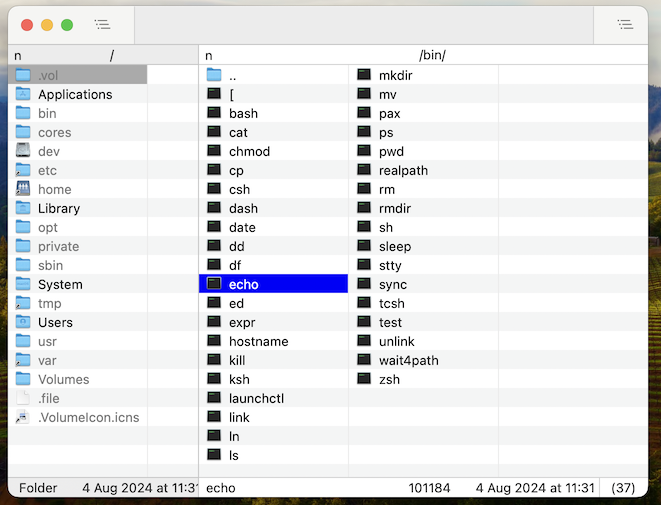 n / n /bin/
.vol
Applications
bin
cores
dev
etc
home
Library
opt
private
sbin
System
tmp
Users
usr
var
Volumes
.file
.VolumeIcon.icns
..
[
bash
cat
chmod
cp
csh
dash
date
dd
df
echo
ed
expr
hostname
kill
ksh
launchctl
link
ln
ls
mkdir
mv
pax
ps
pwd
realpath
rm
rmdir
sh
sleep
stty
sync
tcsh
test
unlink
wait4path
zsh
Folder 4 Aug 2024 at 11:31 echo 101184 4 Aug 2024 at 11:31 (37)